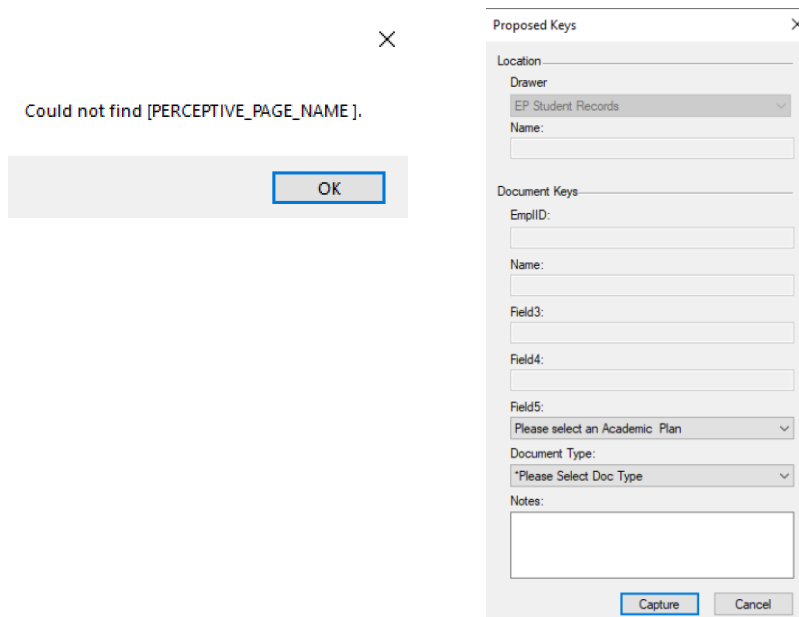 Could not find [PERCEPTIVE_PAGE_NAME ].
OK
Proposed Keys
Location
Drawer
EP Student Records
Name:
Document Keys
EmplID:
Name:
Field3:
Field4:
Field5:
Please select an Academic  Plan
Document Type:
*Please Select Doc Type
Notes:
Capture
Cancel